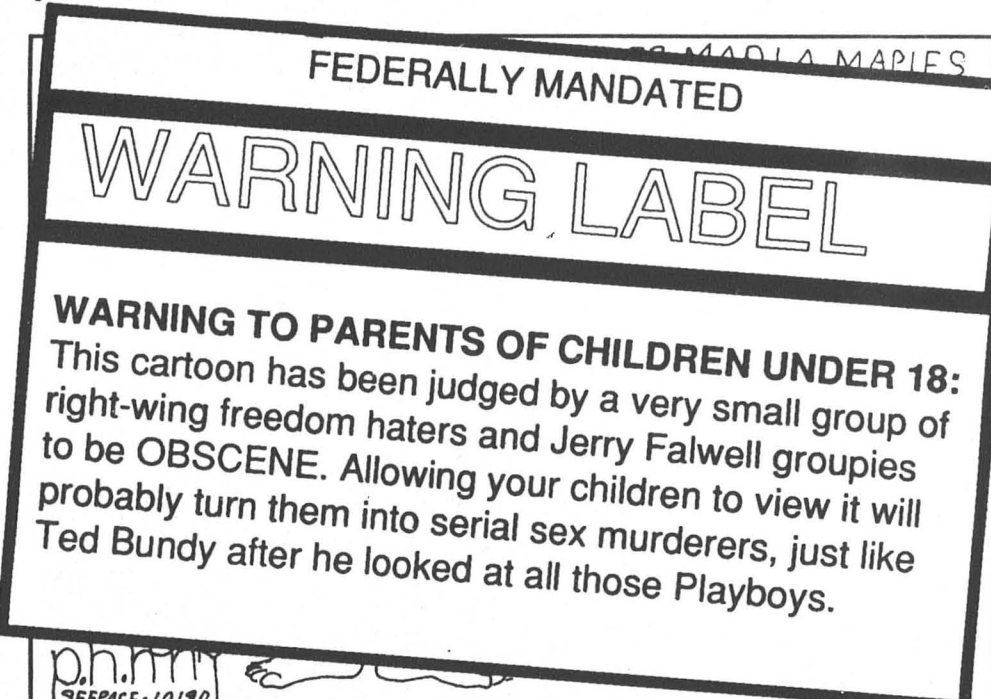 MARLA MAPLES
FEDERALLY MANDATED
WARNING LABEL
WARNING TO PARENTS OF CHILDREN UNDER 18:
This cartoon has been judged by a very small group of
right-wing freedom haters and Jerry Falwell groupies
to be OBSCENE. Allowing your children to view it will
probably turn them into serial sex murderers, just like
Ted Bundy after he looked at all those Playboys.